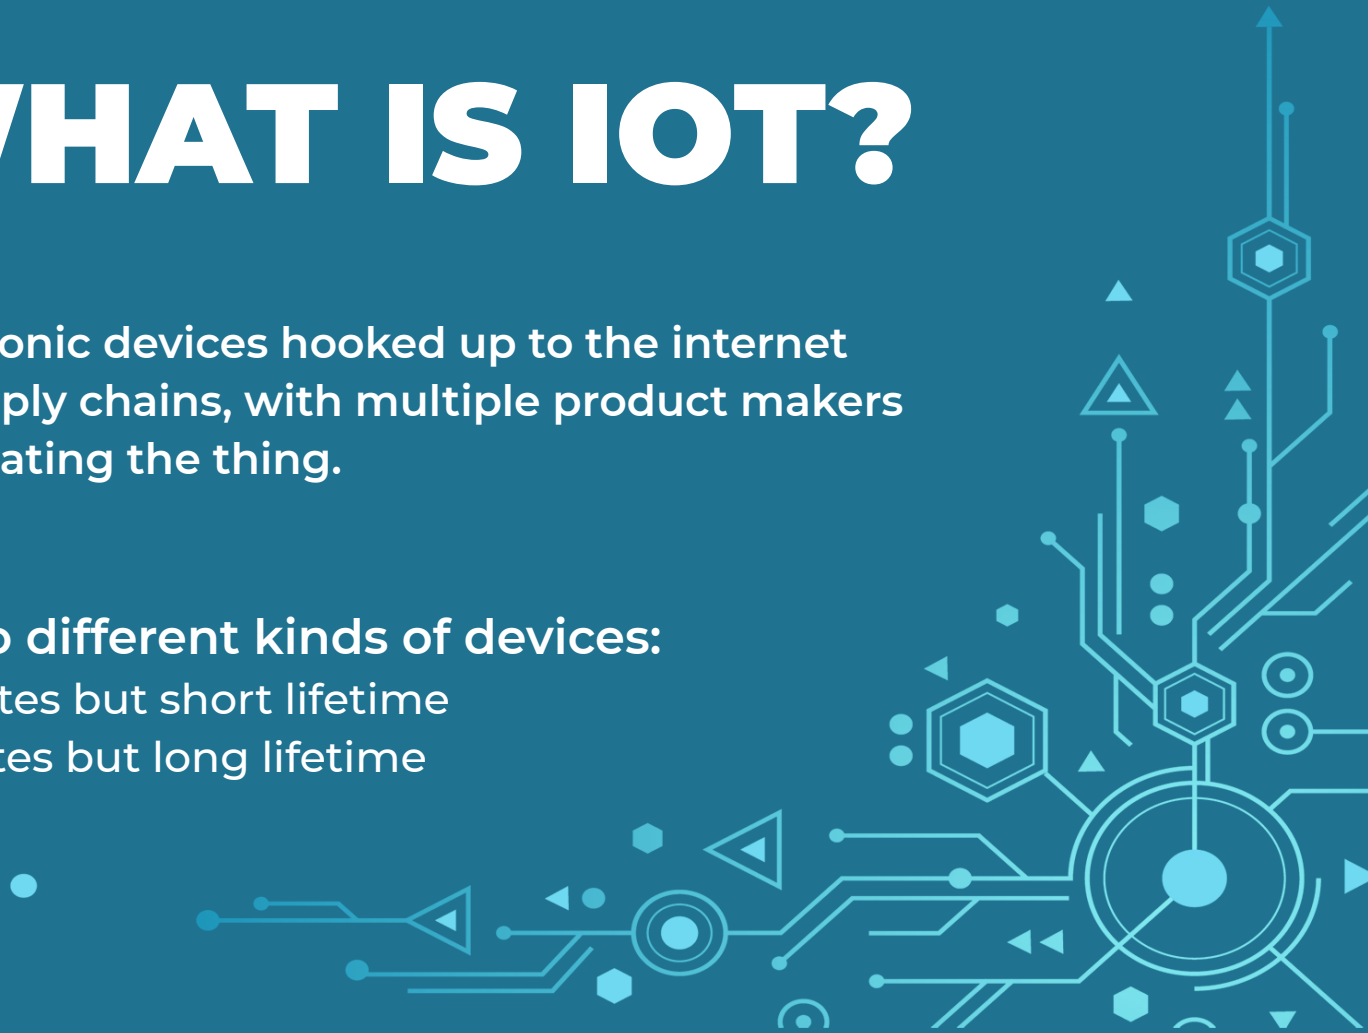 WHAT IS IOT?
onic devices hooked up to the internet
ply chains, with multiple product makers
ating the thing.
different kinds of devices:
tes but short lifetime
tes but long lifetime